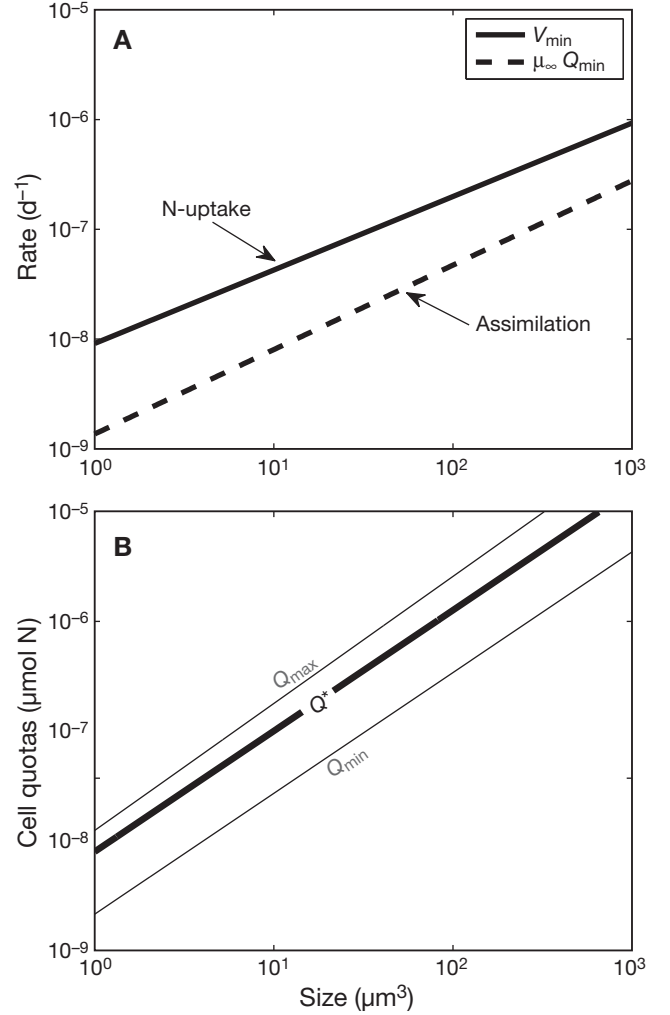 10⁻⁵
A
V_min
μ_∞ Q_min
10⁻⁶
Rate (d⁻¹)
N-uptake
10⁻⁷
Assimilation
10⁻⁸
10⁻⁹
10⁰ 10¹ 10² 10³
10⁻⁵
B
10⁻⁶
Cell quotas (µmol N)
Q_max
Q*
10⁻⁷
Q_min
10⁻⁸
10⁻⁹
10⁰ 10¹ 10² 10³
Size (µm³)